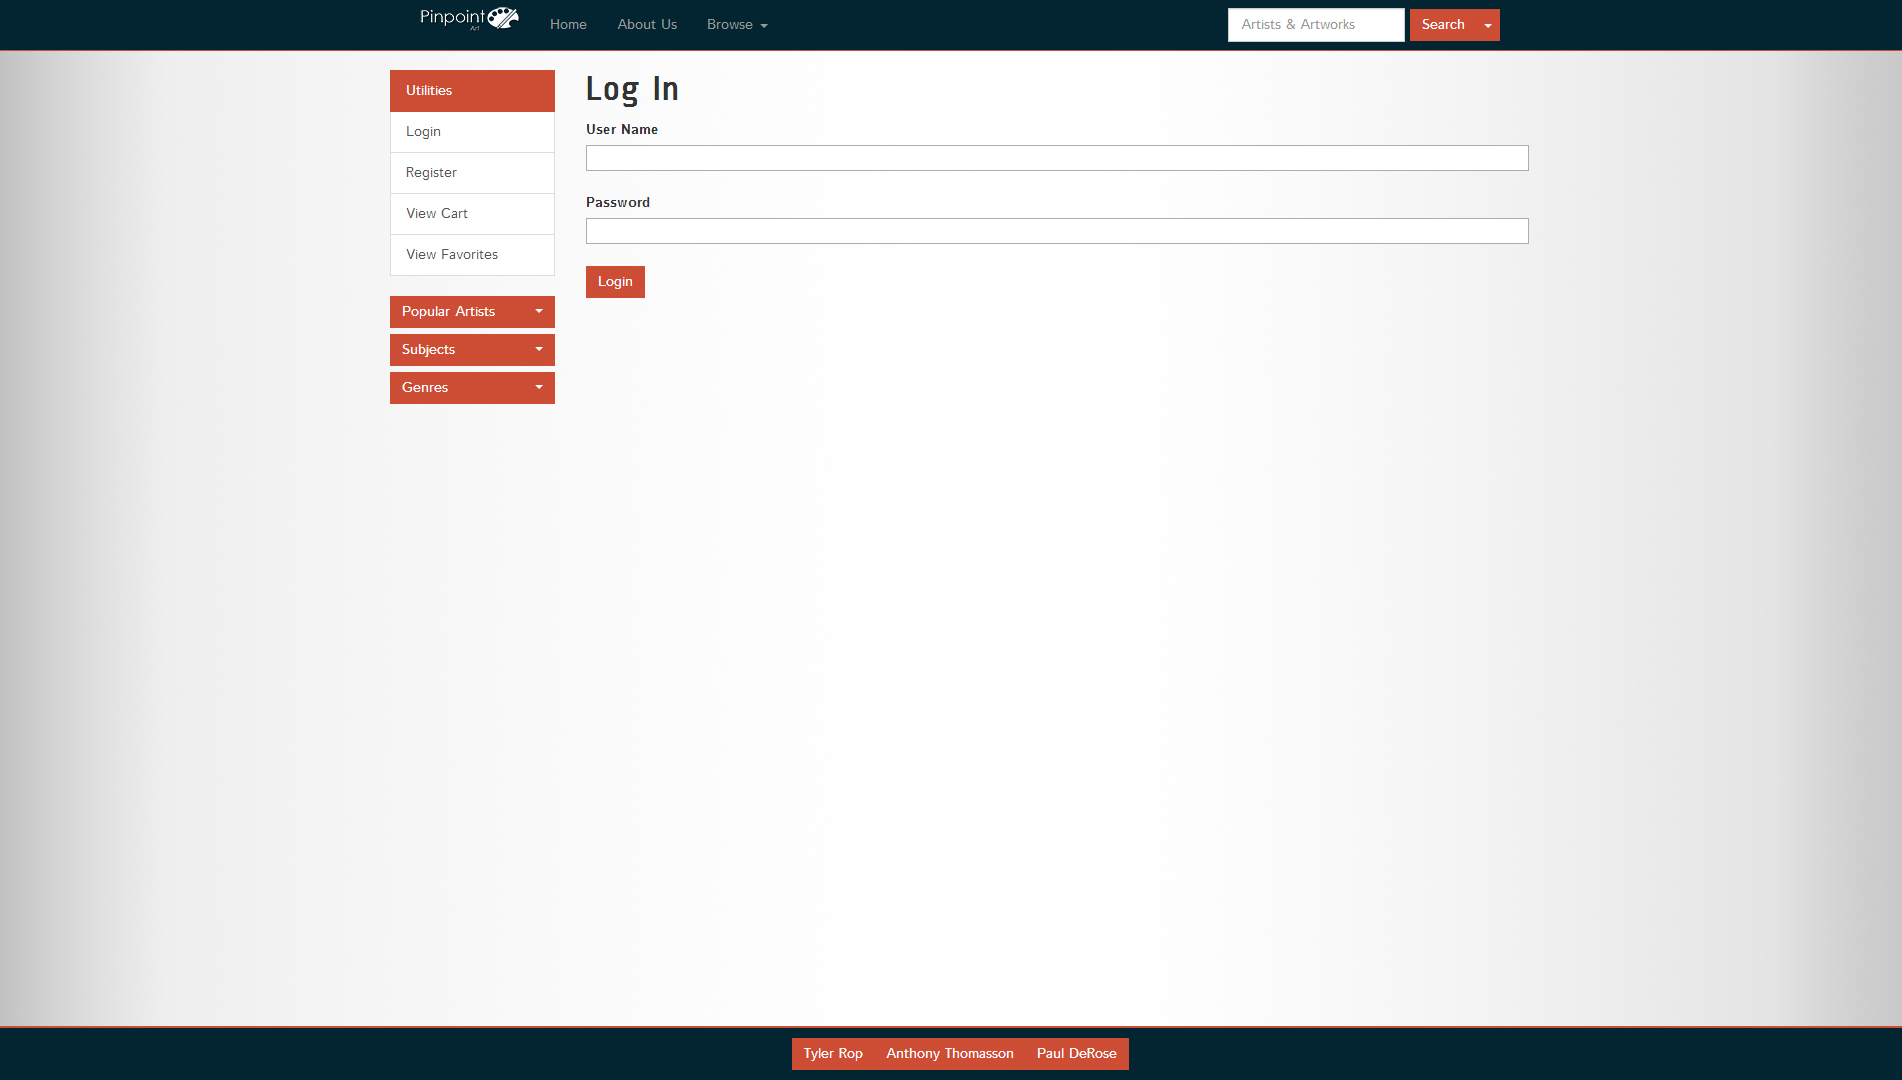 Pinpoint
Art
Home
About Us
Browse
Artists & Artworks
Search
Utilities
Login
Register
View Cart
View Favorites
Popular Artists
Subjects
Genres
Log In
User Name
Password
Login
Tyler Rop
Anthony Thomasson
Paul DeRose